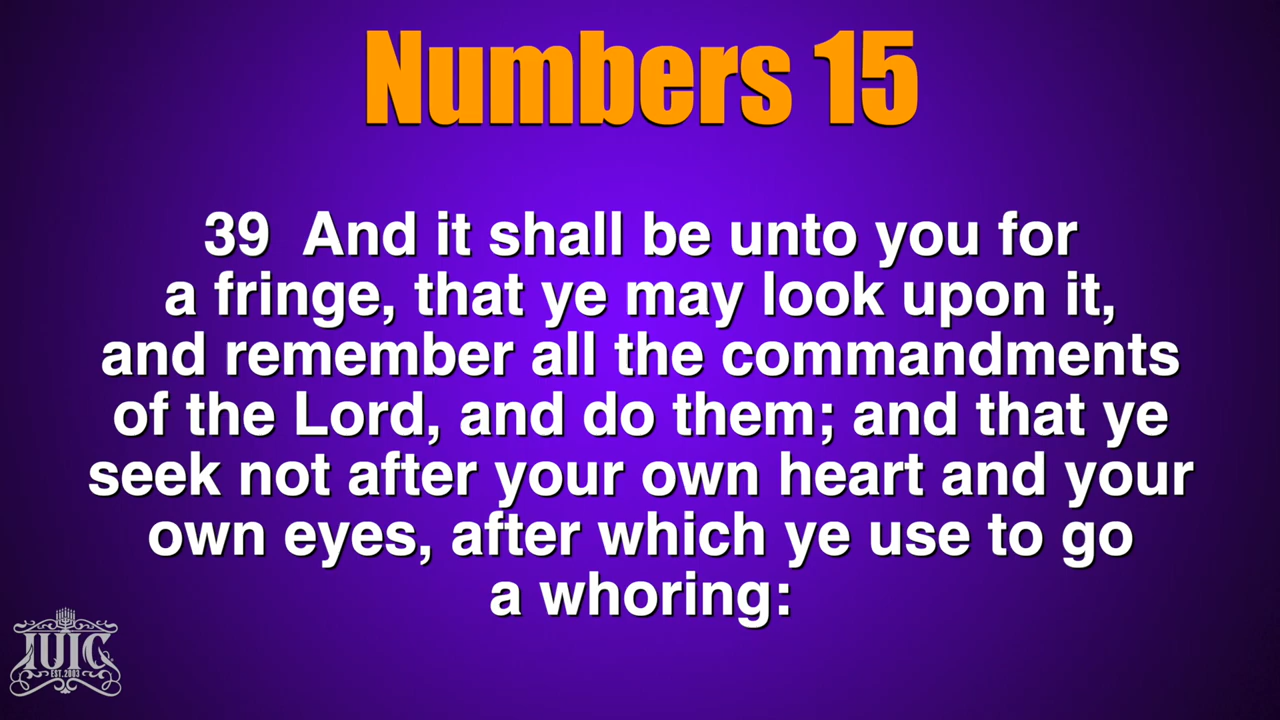 Numbers 15
39 And it shall be unto you for
a fringe, that ye may look upon it,
and remember all the commandments
of the Lord, and do them; and that ye
seek not after your own heart and your
own eyes, after which ye use to go
a whoring:
IUIC
EST. 2003